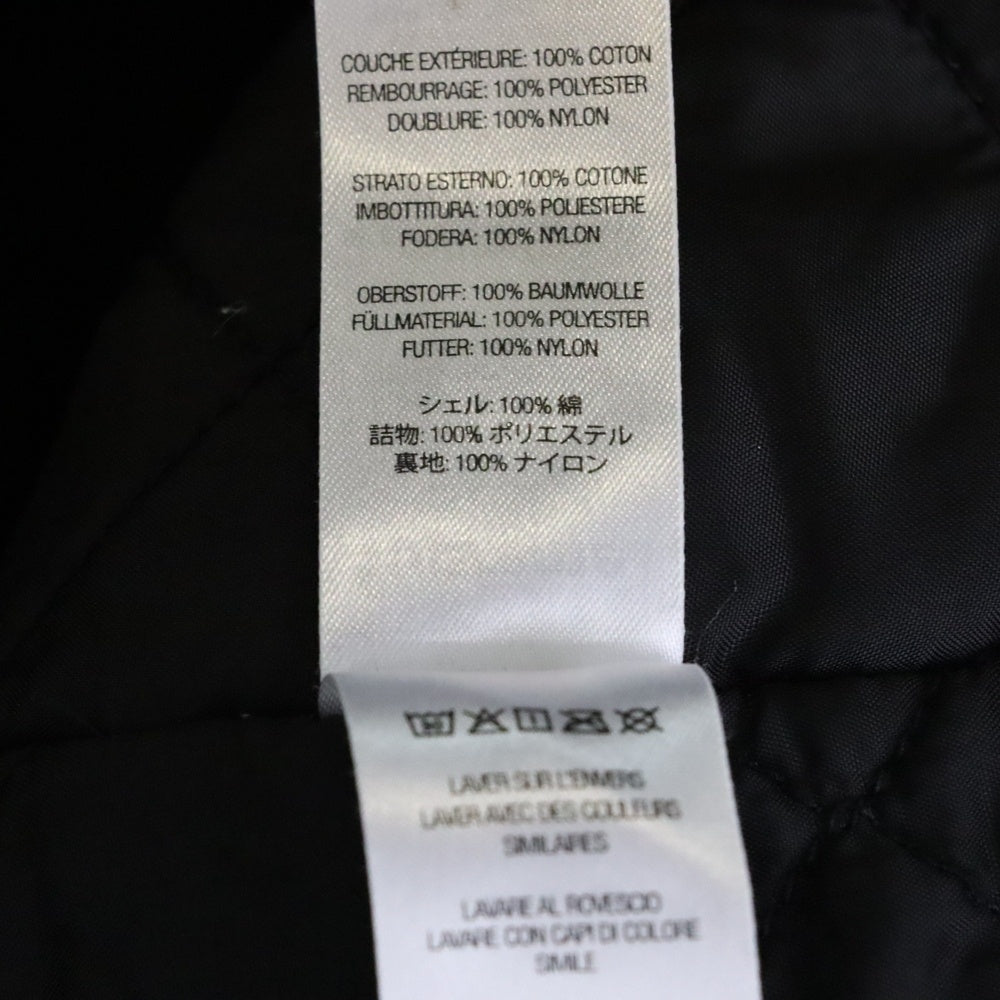 COUCHE EXTÉRIEURE: 100% COTON
REMBOURRAGE: 100% POLYESTER
DOUBLURE: 100% NYLON
STRATO ESTERNO: 100% COTONE
IMBOTTITURA: 100% POLIESTERE
FODERA: 100% NYLON
OBERSTOFF: 100% BAUMWOLLE
FÜLLMATERIAL: 100% POLYESTER
FUTTER: 100% NYLON
シェル: 100% 綿
詰物: 100% ポリエステル
裏地: 100% ナイロン
LAVER SUR L'ENVERS
LAVER AVEC DES COULEURS
SIMILAIRES
LAVARE AL ROVESCIO
LAVARE CON CAPI DI COLORE
SIMILE